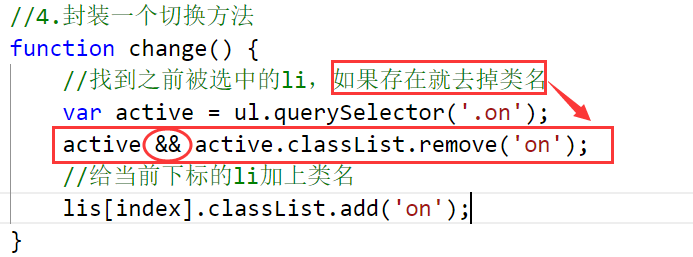 //4.封装一个切换方法
function change() {
//找到之前被选中的li，如果存在就去掉类名
var active = ul.querySelector('.on');
active && active.classList.remove('on');
//给当前下标的li加上类名
lis[index].classList.add('on');
}